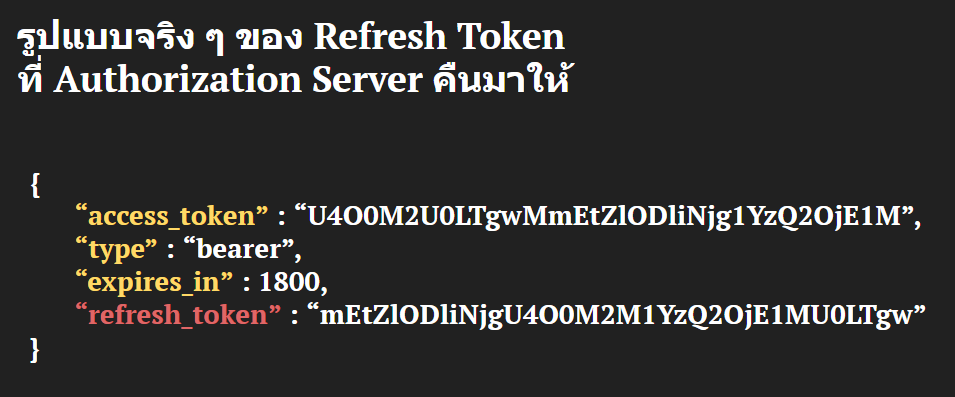 รูปแบบจริง ๆ ของ Refresh Token
ที่ Authorization Server คืนมาให้
{
“access_token” : “U4O0M2U0LTgwMmEtZlODliNjg1YzQ2OjE1M”,
“type” : “bearer”,
“expires_in” : 1800,
“refresh_token” : “mEtZlODliNjgU4O0M2M1YzQ2OjE1MU0LTgw”
}